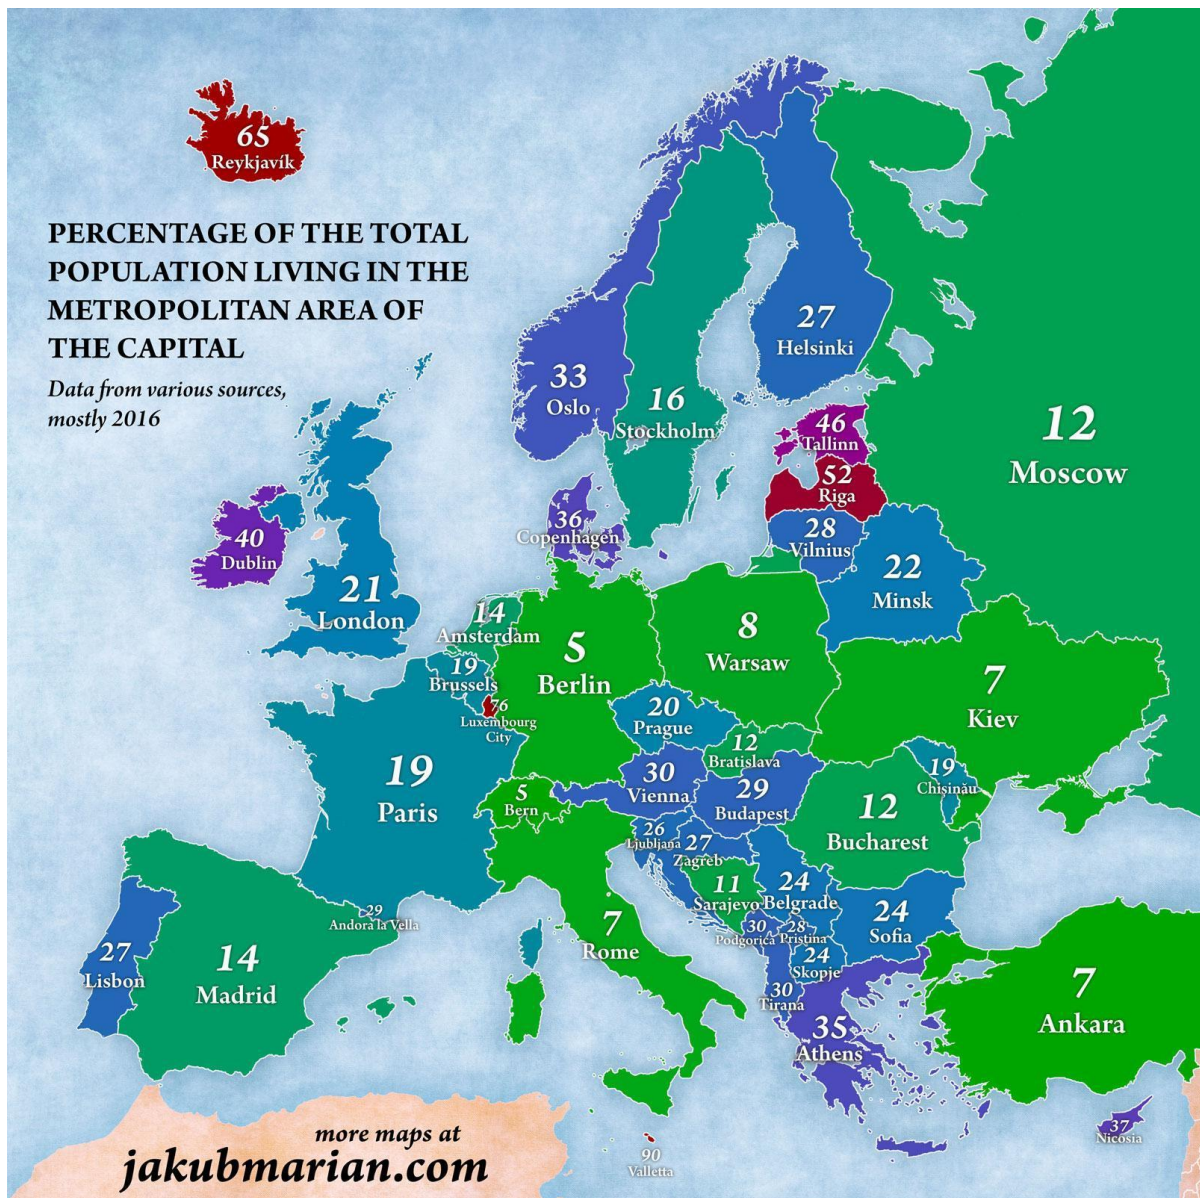 65
Reykjavík
PERCENTAGE OF THE TOTAL
POPULATION LIVING IN THE
METROPOLITAN AREA OF
THE CAPITAL
Data from various sources,
mostly 2016
27
Helsinki
33
Oslo
16
Stockholm
46
Tallinn
12
Moscow
52
Riga
36
Copenhagen
28
Vilnius
40
Dublin
22
Minsk
21
London
14
Amsterdam
5
Berlin
8
Warsaw
19
Brussels
76
Luxembourg
City
7
Kiev
20
Prague
12
Bratislava
19
Paris
30
Vienna
29
Budapest
19
Chișinău
5
Bern
12
Bucharest
26
Ljubljana
27
Zagreb
11
Sarajevo
24
Belgrade
29
Andorra la Vella
24
Sofia
30
Podgorica
28
Pristina
7
Rome
27
Lisbon
14
Madrid
24
Skopje
30
Tirana
7
Ankara
35
Athens
37
Nicosia
90
Valletta
more maps at
jakubmarian.com